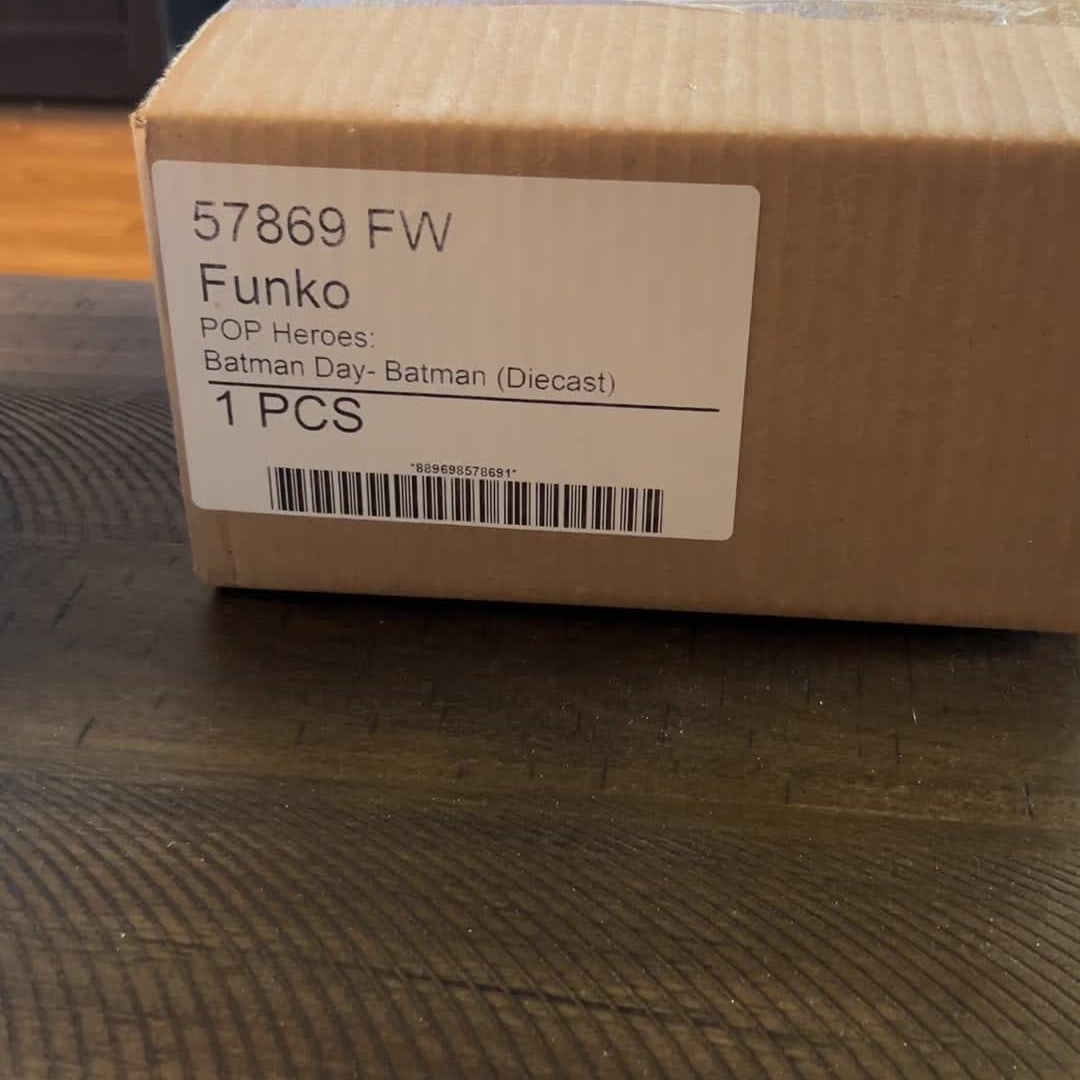 57869 FW
Funko
POP Heroes:
Batman Day- Batman (Diecast)
1 PCS
*889698578691*